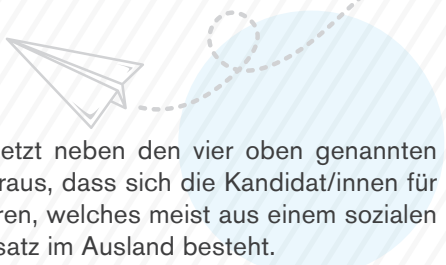 etzt neben den vier oben genannten
raus, dass sich die Kandidat/innen für
ren, welches meist aus einem sozialen
satz im Ausland besteht.